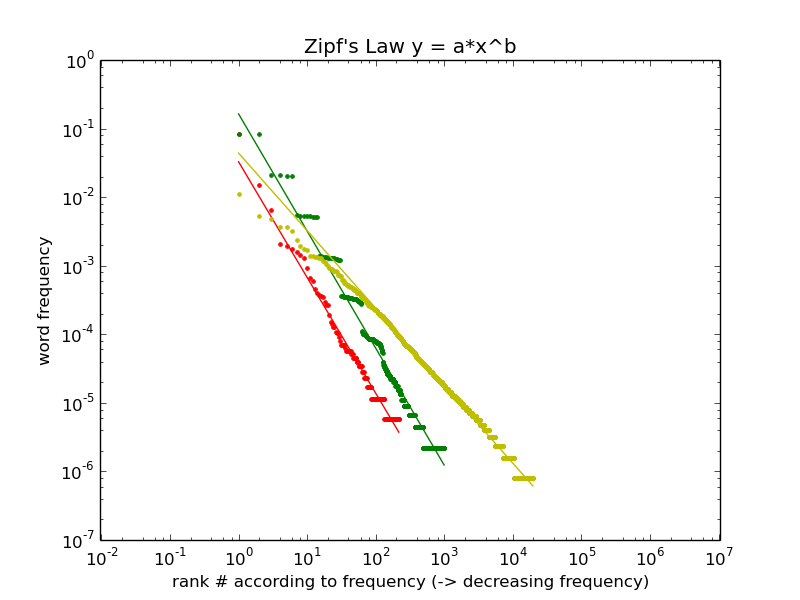 Zipf's Law y = a*x^b
10^0
10^-1
10^-2
10^-3
10^-4
10^-5
10^-6
10^-7
word frequency
10^-2 10^-1 10^0 10^1 10^2 10^3 10^4 10^5 10^6 10^7
rank # according to frequency (-> decreasing frequency)